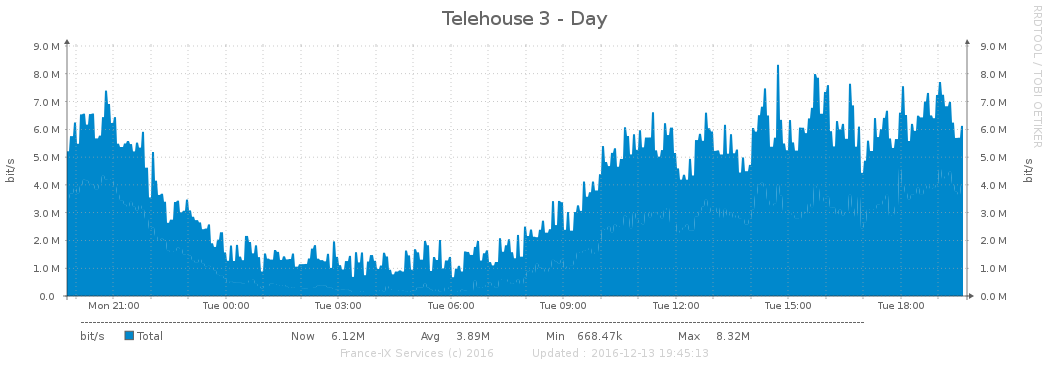 Telehouse 3 - Day
RRDTOOL / TOBI OETIKER
9.0 M 9.0 M
8.0 M 8.0 M
7.0 M 7.0 M
6.0 M 6.0 M
5.0 M 5.0 M
4.0 M 4.0 M
3.0 M 3.0 M
2.0 M 2.0 M
1.0 M 1.0 M
0.0 0.0 M
bit/s bit/s
Mon 21:00 Tue 00:00 Tue 03:00 Tue 06:00 Tue 09:00 Tue 12:00 Tue 15:00 Tue 18:00
bit/s Total Now 6.12M Avg 3.89M Min 668.47k Max 8.32M
France-IX Services (c) 2016 Updated : 2016-12-13 19:45:13